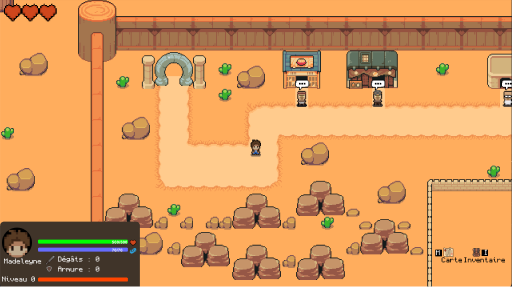 Madeleyne
Dégâts : 0
Armure : 0
Niveau 0
M
I
Carte
Inventaire